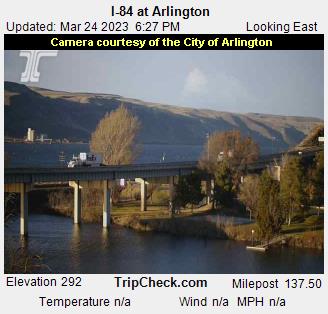 I-84 at Arlington
Updated: Mar 24 2023 6:27 PM Looking East
Camera courtesy of the City of Arlington
Elevation 292 TripCheck.com Milepost 137.50
Temperature n/a Wind n/a MPH n/a